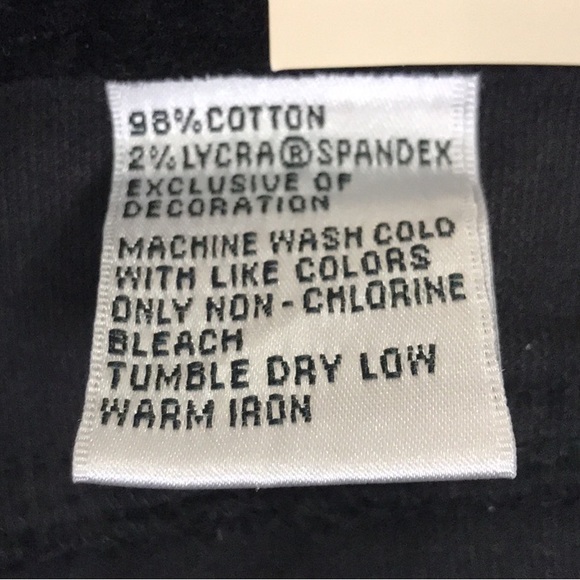 98% COTTON
2% LYCRA® SPANDEX
EXCLUSIVE OF
DECORATION
MACHINE WASH COLD
WITH LIKE COLORS
ONLY NON-CHLORINE
BLEACH
TUMBLE DRY LOW
WARM IRON